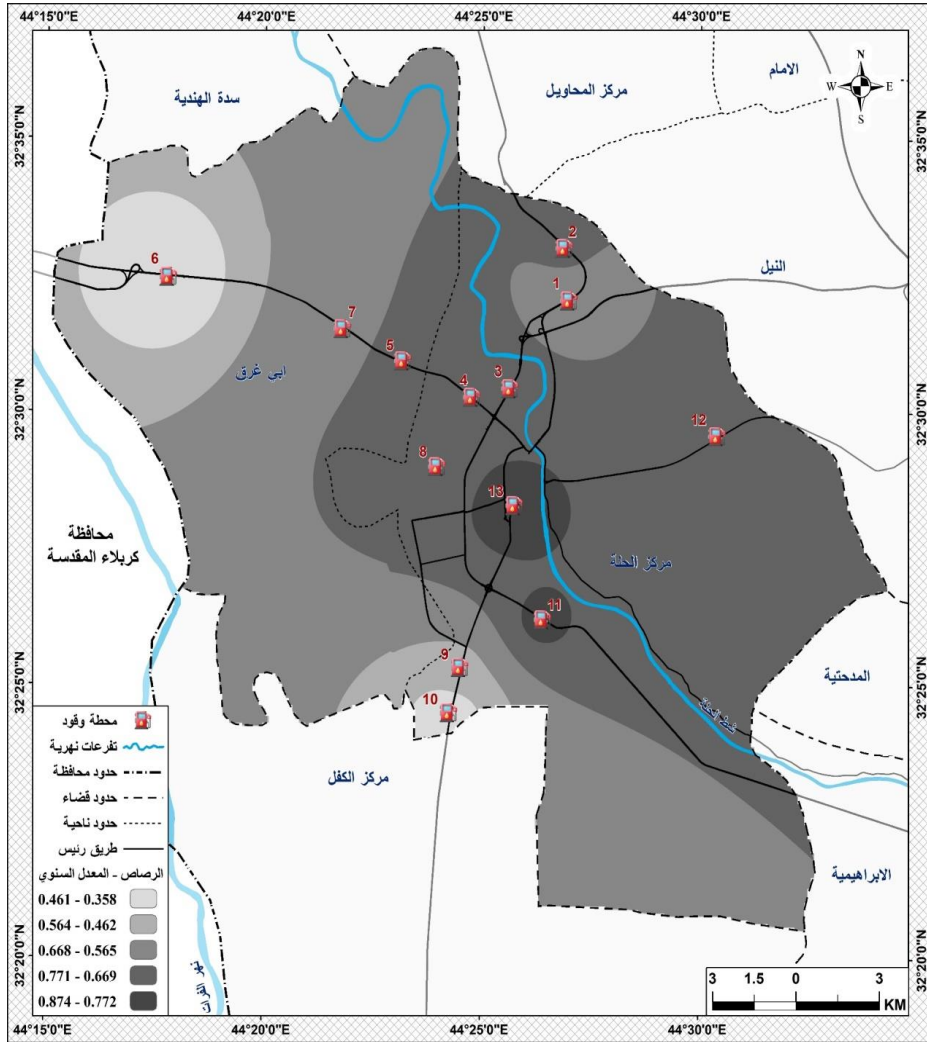 44°15'0"E 44°20'0"E 44°25'0"E 44°30'0"E
32°35'0"N
32°35'0"N
32°30'0"N
32°30'0"N
32°25'0"N
32°25'0"N
32°20'0"N
32°20'0"N
N
W E
S
الامام
مركز المحاويل
سدة الهندية
النيل
2
1
6
7
5
3
4
ابي غرق
12
8
13
محافظة
كربلاء المقدسة
مركز الحلة
11
9
المدحتية
10
شط الحلة
مركز الكفل
الابراهيمية
نهر الفرات
محطة وقود
تفرعات نهرية
حدود محافظة
حدود قضاء
حدود ناحية
طريق رئيس
الرصاص - المعدل السنوي
0.461 - 0.358
0.564 - 0.462
0.668 - 0.565
0.771 - 0.669
0.874 - 0.772
3 1.5 0 3
KM
44°15'0"E 44°20'0"E 44°25'0"E 44°30'0"E